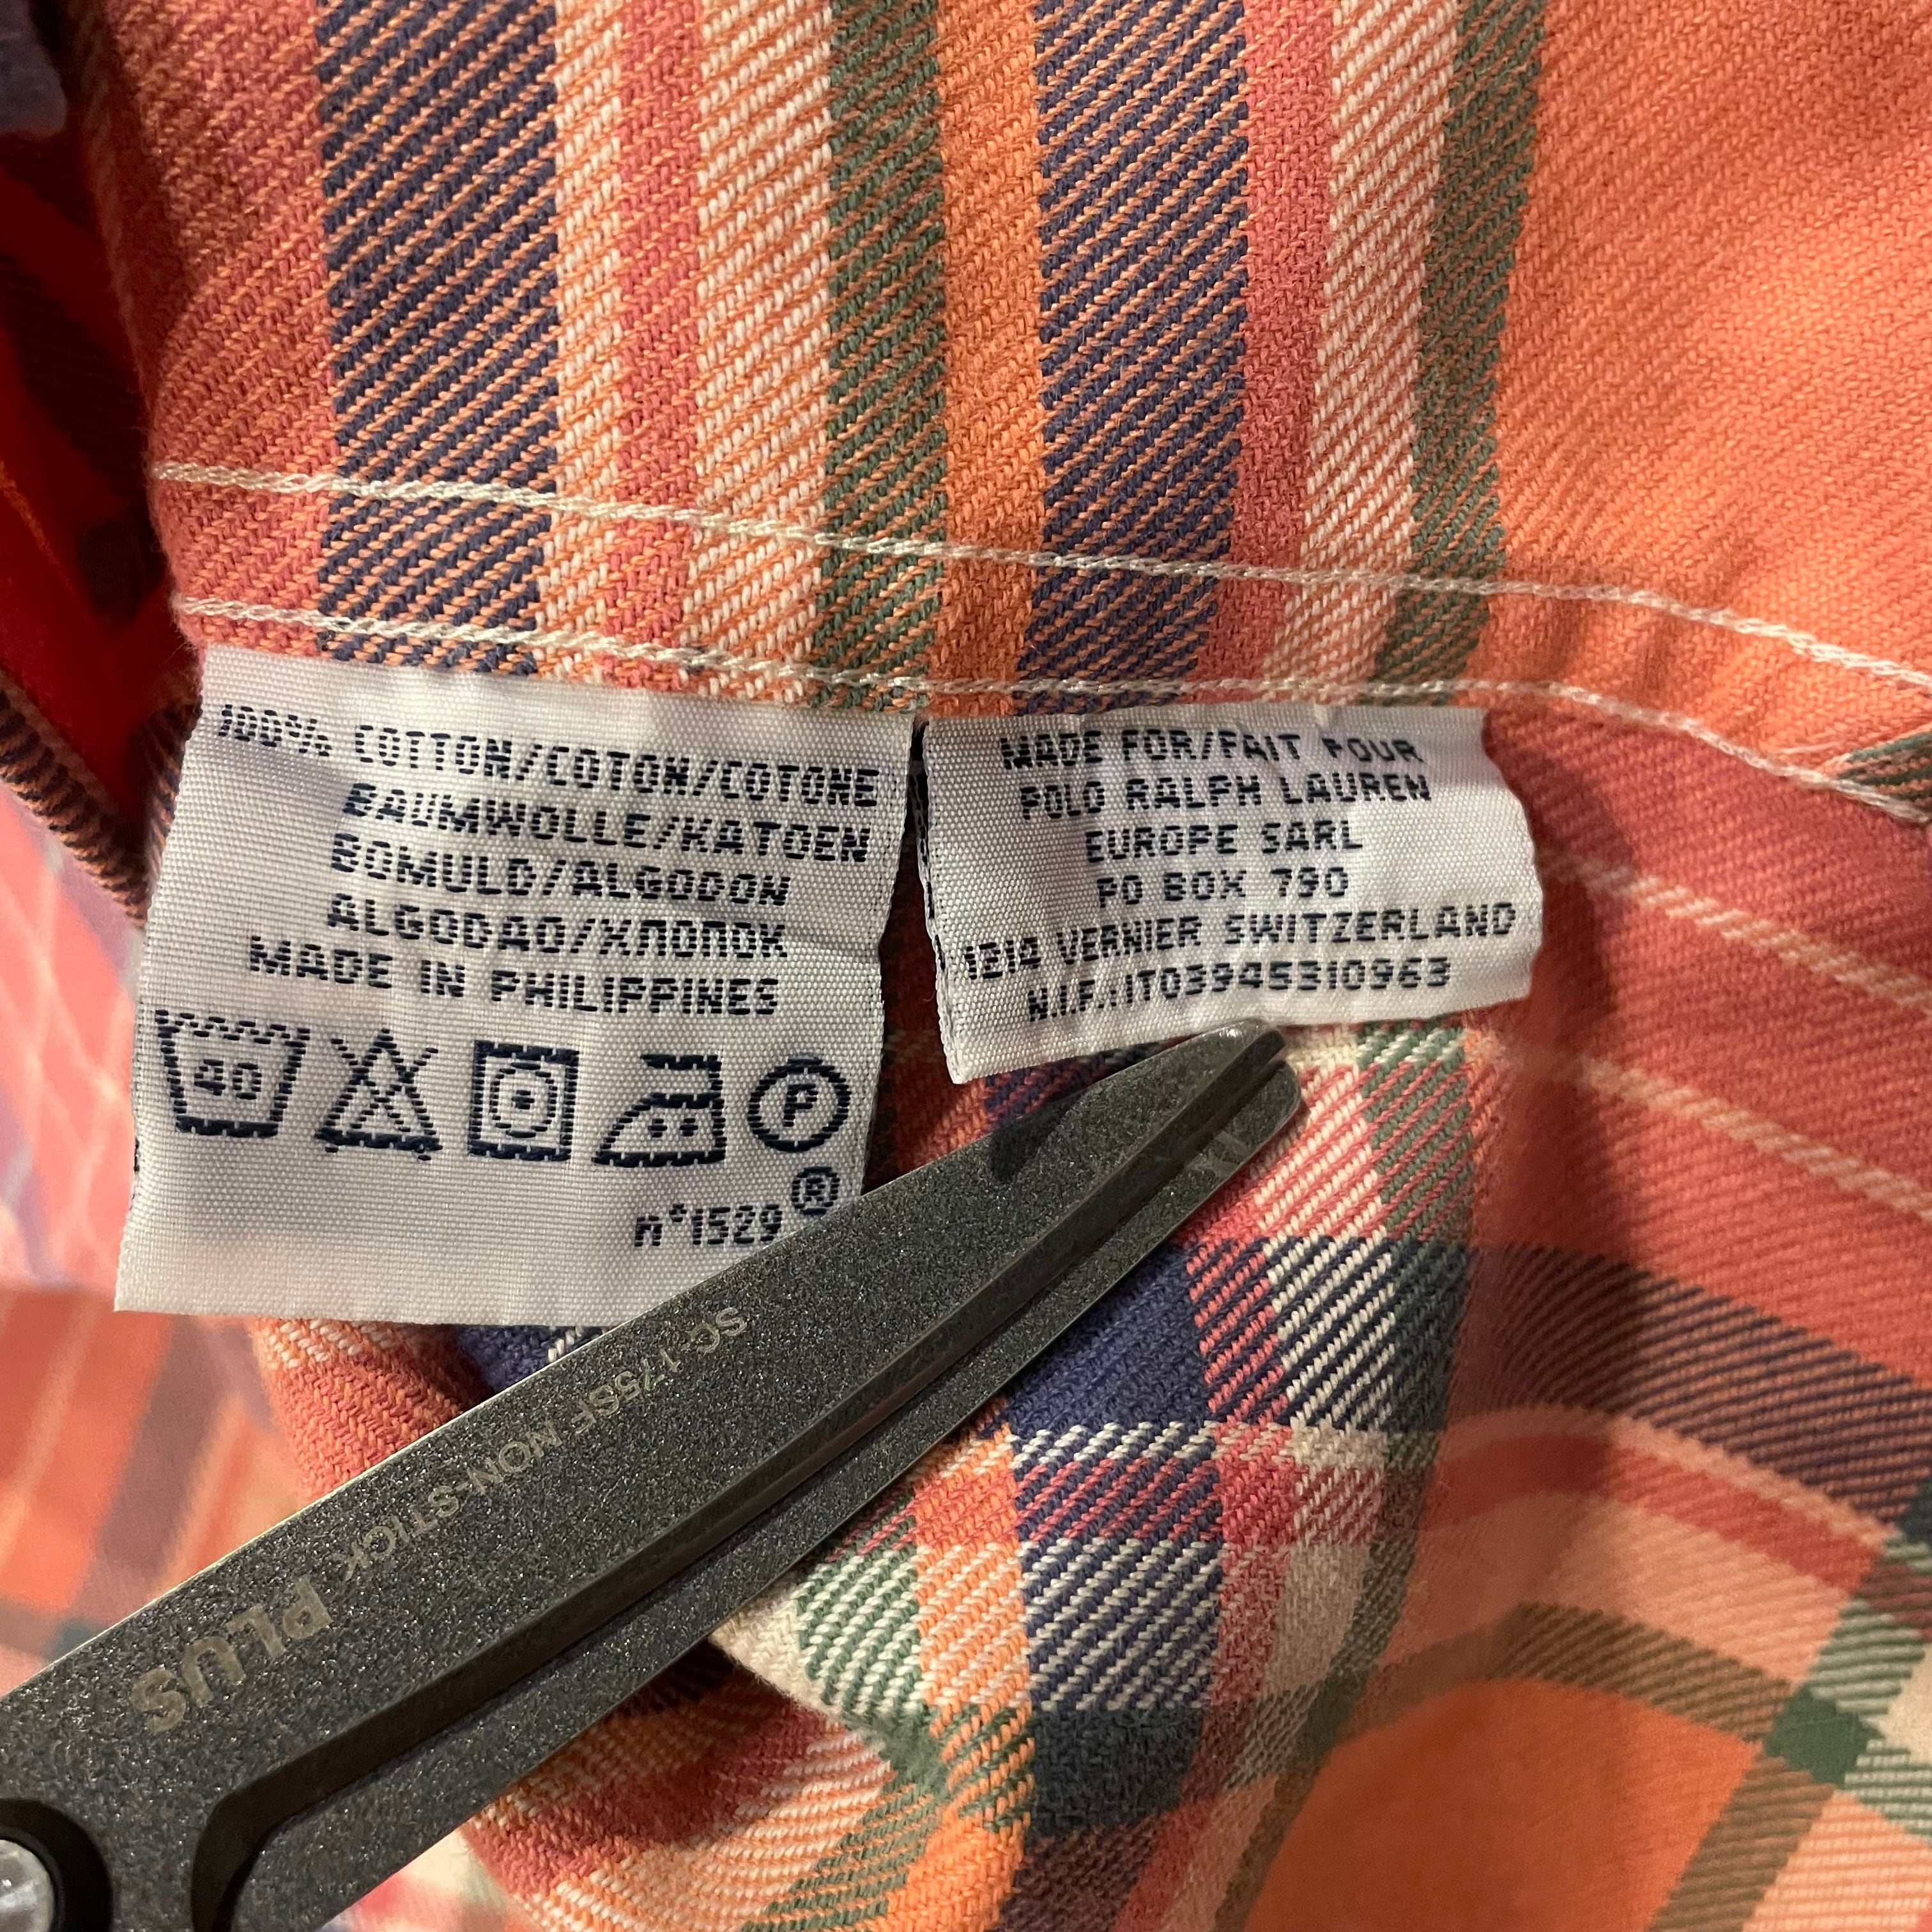 100% COTTON/COTON/COTONE
BAUMWOLLE/KATOEN
BOMULD/ALGODON
ALGODAO/ХЛОПОК
MADE IN PHILIPPINES
40
P
®
n°1529
MADE FOR/FAIT POUR
POLO RALPH LAUREN
EUROPE SARL
PO BOX 790
1214 VERNIER SWITZERLAND
N.I.F.:IT03945310963
SC-175SF NON-STICK PLUS
PLUS